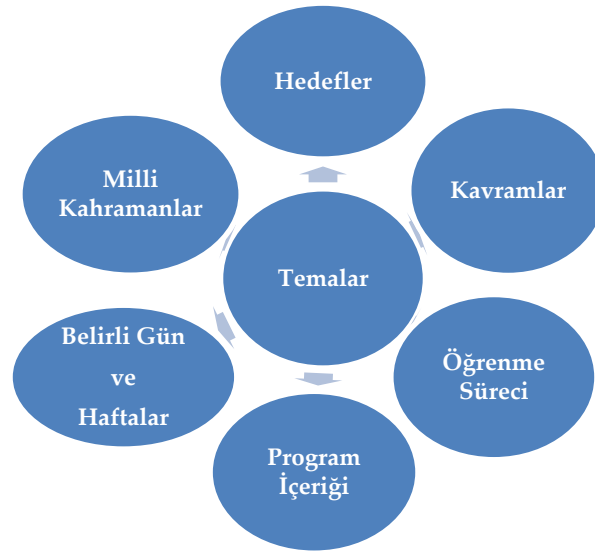 Hedefler
Milli
Kahramanlar
Kavramlar
Temalar
Belirli Gün
ve
Haftalar
Öğrenme
Süreci
Program
İçeriği